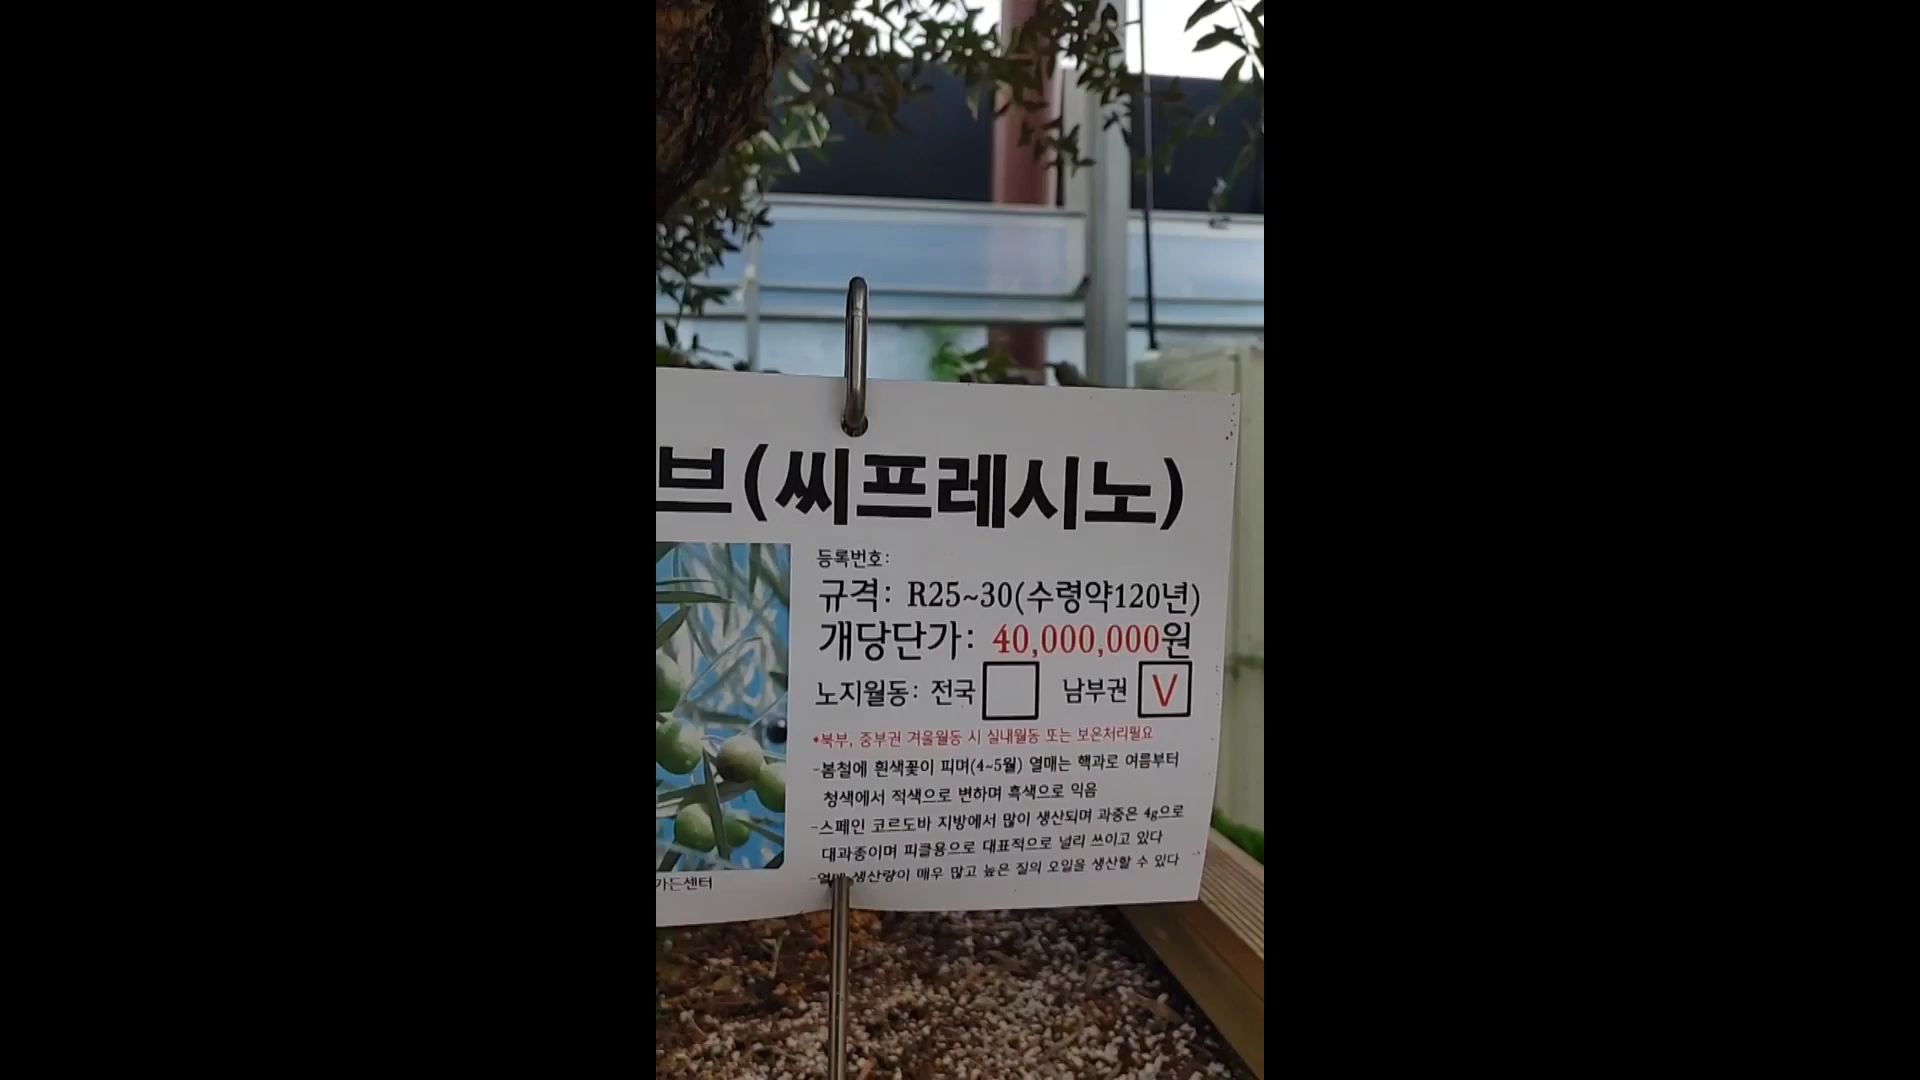 브(씨프레시노)
등록번호:
규격: R25~30(수령약120년)
개당단가: 40,000,000원
노지월동: 전국 남부권 V
*북부, 중부권 겨울월동 시 실내월동 또는 보온처리필요
-봄철에 흰색꽃이 피며(4~5월) 열매는 핵과로 여름부터
청색에서 적색으로 변하며 흑색으로 익음
-스페인 코르도바 지방에서 많이 생산되며 과중은 4g으로
대과종이며 피클용으로 대표적으로 널리 쓰이고 있다
-열매 생산량이 매우 많고 높은 질의 오일을 생산할 수 있다
가든센터